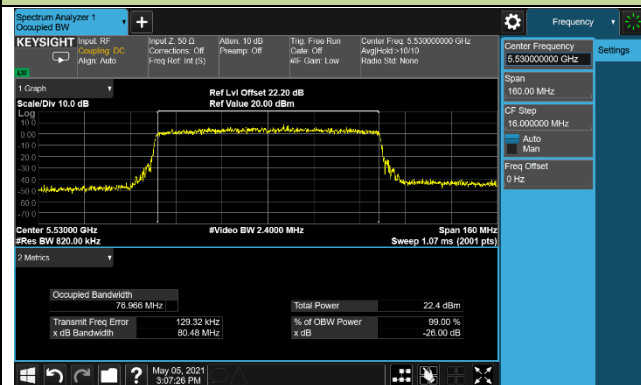 Spectrum Analyzer 1
Occupied BW
Frequency
KEYSIGHT
Input: RF
Coupling: DC
Align: Auto
Input Z: 50 Ω
Corrections: Off
Freq Ref: Int (S)
Atten: 10 dB
Preamp: Off
Trig: Free Run
Gate: Off
#IF Gain: Low
Center Freq: 5.530000000 GHz
Avg|Hold:>10/10
Radio Std: None
LW
1 Graph
Scale/Div 10.0 dB
Ref Lvl Offset 22.20 dB
Ref Value 20.00 dBm
Log
10.0
0.00
-10.0
-20.0
-30.0
-40.0
-50.0
-60.0
-70.0
Center 5.53000 GHz
#Res BW 820.00 kHz
#Video BW 2.4000 MHz
Span 160 MHz
Sweep 1.07 ms (2001 pts)
2 Metrics
Occupied Bandwidth
76.966 MHz
Total Power 22.4 dBm
Transmit Freq Error 129.32 kHz
% of OBW Power 99.00 %
x dB Bandwidth 80.48 MHz
x dB -26.00 dB
Center Frequency
5.530000000 GHz
Settings
Span
160.00 MHz
CF Step
16.000000 MHz
Auto
Man
Freq Offset
0 Hz
?
May 05, 2021
3:07:26 PM